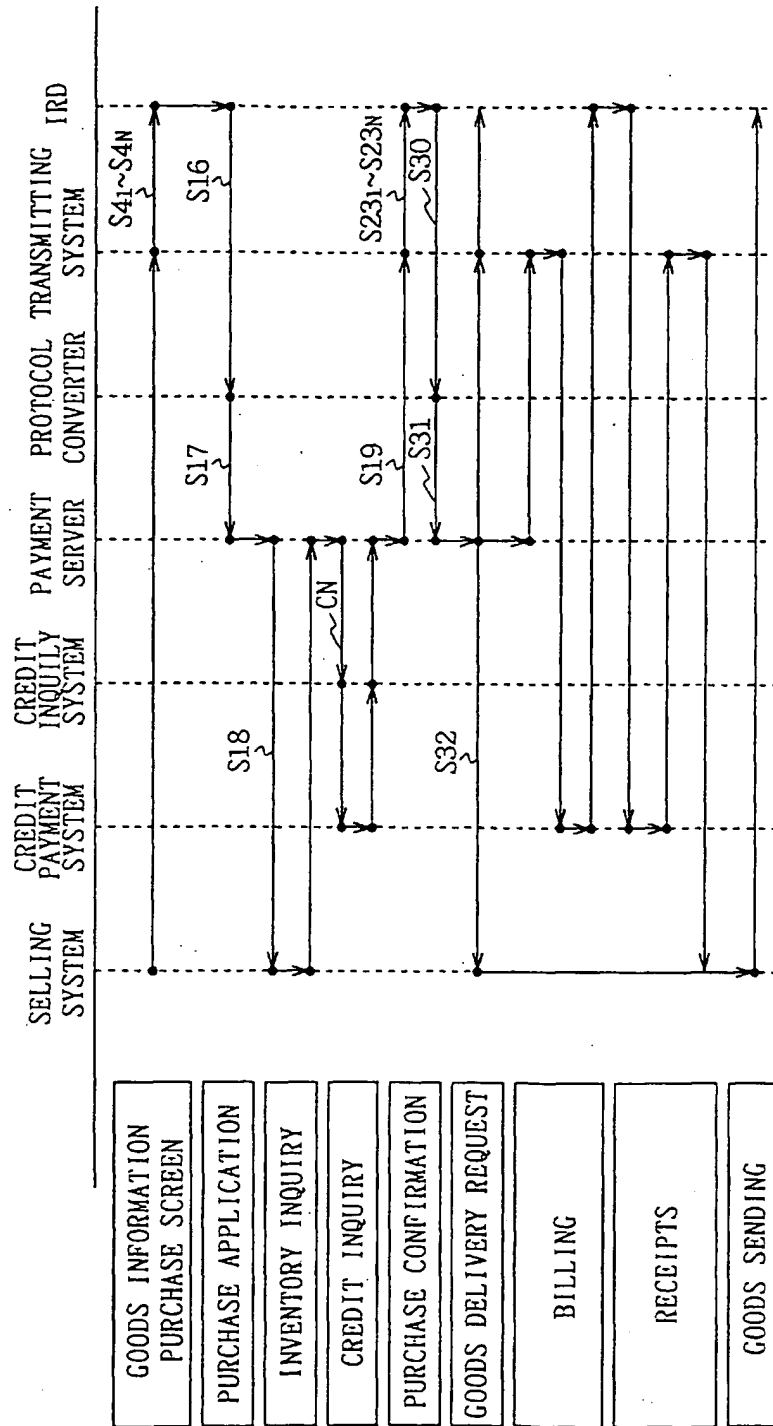 SELLING
SYSTEM
CREDIT
PAYMENT
SYSTEM
CREDIT
INQUILY
SYSTEM
PAYMENT
SERVER
PROTOCOL
CONVERTER
TRANSMITTING
SYSTEM
IRD
GOODS INFORMATION
PURCHASE SCREEN
S41~S4N
PURCHASE APPLICATION
S17
S16
INVENTORY INQUIRY
S18
CREDIT INQUIRY
CN
PURCHASE CONFIRMATION
S19
S231~S23N
S31
S30
GOODS DELIVERY REQUEST
S32
BILLING
RECEIPTS
GOODS SENDING